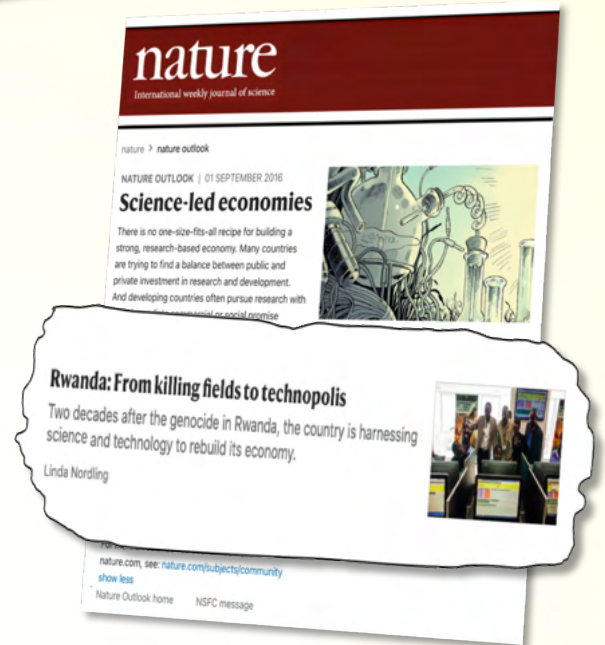 nature
International weekly journal of science
nature > nature outlook
NATURE OUTLOOK | 01 SEPTEMBER 2016
Science-led economies
There is no one-size-fits-all recipe for building a
strong, research-based economy. Many countries
are trying to find a balance between public and
private investment in research and development.
And developing countries often pursue research with
commercial or social promise
Rwanda: From killing fields to technopolis
Two decades after the genocide in Rwanda, the country is harnessing
science and technology to rebuild its economy.
Linda Nordling
nature.com, see: nature.com/subjects/community
show less
Nature Outlook home NSFC message